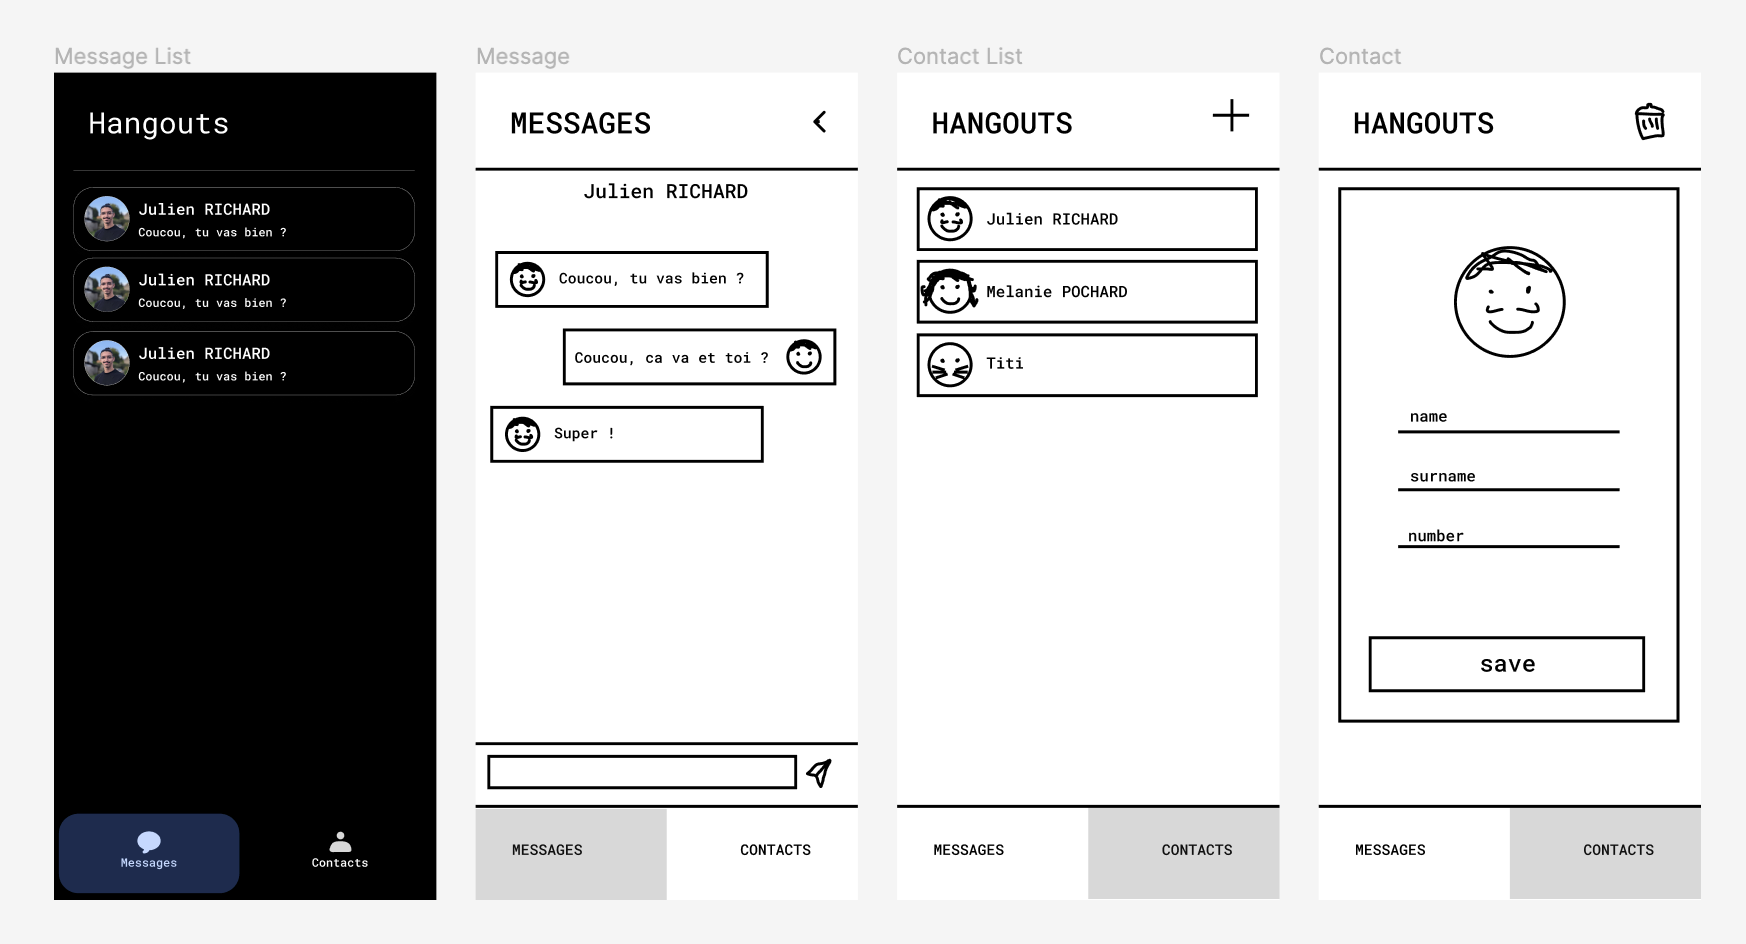 Message List
Hangouts
Julien RICHARD
Coucou, tu vas bien ?
Julien RICHARD
Coucou, tu vas bien ?
Julien RICHARD
Coucou, tu vas bien ?
Messages
Contacts
Message
MESSAGES
Julien RICHARD
Coucou, tu vas bien ?
Coucou, ca va et toi ?
Super !
MESSAGES
CONTACTS
Contact List
HANGOUTS
Julien RICHARD
Melanie POCHARD
Titi
MESSAGES
CONTACTS
Contact
HANGOUTS
name
surname
number
save
MESSAGES
CONTACTS